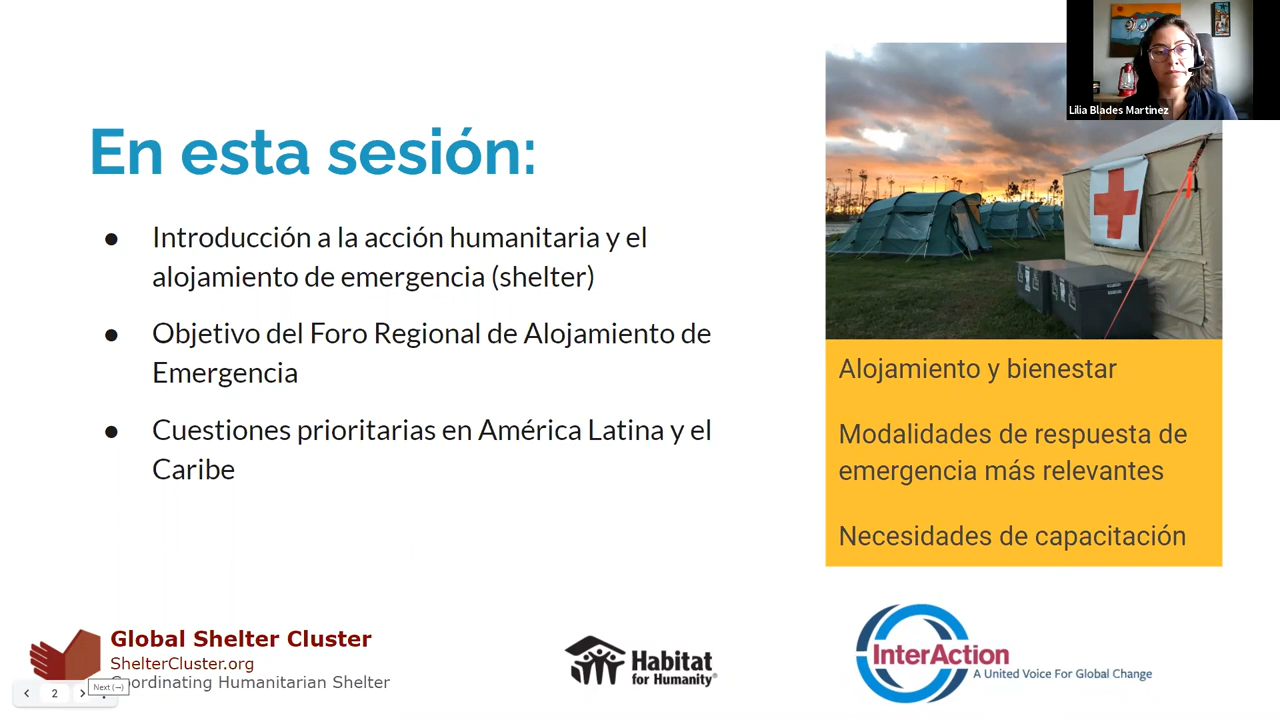 Lilia Blades Martinez
En esta sesión:
● Introducción a la acción humanitaria y el
alojamiento de emergencia (shelter)
● Objetivo del Foro Regional de Alojamiento de
Emergencia
● Cuestiones prioritarias en América Latina y el
Caribe
Alojamiento y bienestar
Modalidades de respuesta de
emergencia más relevantes
Necesidades de capacitación
Global Shelter Cluster
ShelterCluster.org
Coordinating Humanitarian Shelter
2
Next (→)
Habitat
for Humanity®
InterAction
A United Voice For Global Change